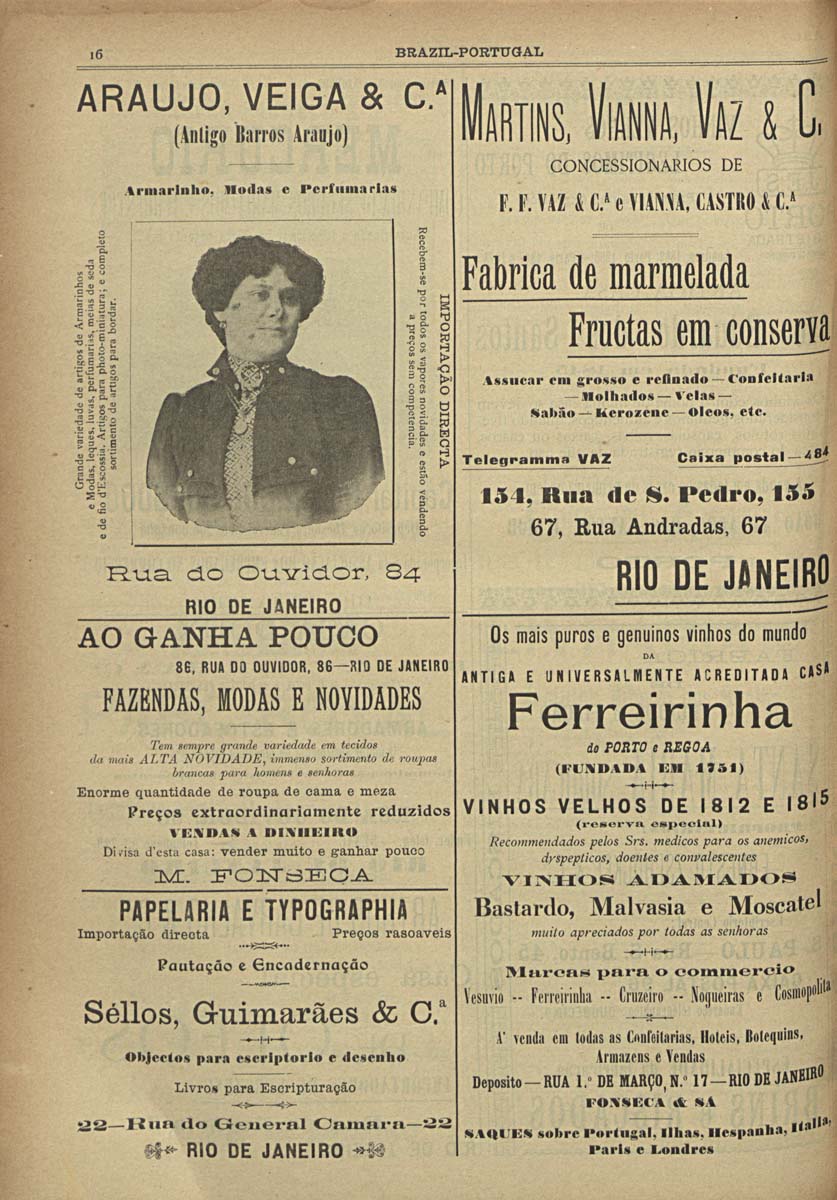 16
BRAZIL-PORTUGAL
ARAUJO, VEIGA & C.ᴬ
(Antigo Barros Araujo)
Armarinho, Modas e Perfumarias
Grande variedade de artigos de Armarinhos
e Modas, leques, luvas, perfumarias, meias de seda
e de fio d'Escossia. Artigos para photo-miniatura; e completo
sortimento de artigos para bordar.
IMPORTAÇÃO DIRECTA
Recebem-se por todos os vapores novidades e estão vendendo
a preços sem competencia.
Rua do Ouvidor, 84
RIO DE JANEIRO
AO GANHA POUCO
86, RUA DO OUVIDOR, 86—RIO DE JANEIRO
FAZENDAS, MODAS E NOVIDADES
Tem sempre grande variedade em tecidos
da mais ALTA NOVIDADE, immenso sortimento de roupas
brancas para homens e senhoras
Enorme quantidade de roupa de cama e meza
Preços extraordinariamente reduzidos
VENDAS A DINHEIRO
Divisa d'esta casa: vender muito e ganhar pouco
M. FONSECA
PAPELARIA E TYPOGRAPHIA
Importação directa Preços rasoaveis
Pautação e Encadernação
Séllos, Guimarães & C.ª
Objectos para escriptorio e desenho
Livros para Escripturação
22—Rua do General Camara—22
RIO DE JANEIRO
MARTINS, VIANNA, VAZ & C.
CONCESSIONARIOS DE
F. F. VAZ & C.ᴬ e VIANNA, CASTRO & C.ᴬ
Fabrica de marmelada
Fructas em conserva
Assucar em grosso e refinado — Confeitaria
— Molhados — Velas —
Sabão — Kerozene — Oleos, etc.
Telegramma VAZ Caixa postal — 484
154, Rua de S. Pedro, 155
67, Rua Andradas, 67
RIO DE JANEIRO
Os mais puros e genuinos vinhos do mundo
DA
ANTIGA E UNIVERSALMENTE ACREDITADA CASA
Ferreirinha
do PORTO e REGOA
(FUNDADA EM 1751)
VINHOS VELHOS DE 1812 E 1815
(reserva especial)
Recommendados pelos Srs. medicos para os anemicos,
dyspepticos, doentes e convalescentes
VINHOS ADAMADOS
Bastardo, Malvasia e Moscatel
muito apreciados por todas as senhoras
Marcas para o commercio
Vesuvio -- Ferreirinha -- Cruzeiro -- Nogueiras e Cosmopolita
A' venda em todas as Confeitarias, Hoteis, Botequins,
Armazens e Vendas
Deposito — RUA 1.º DE MARÇO, N.º 17 — RIO DE JANEIRO
FONSECA & SÁ
SAQUES sobre Portugal, Ilhas, Hespanha, Italia,
Paris e Londres